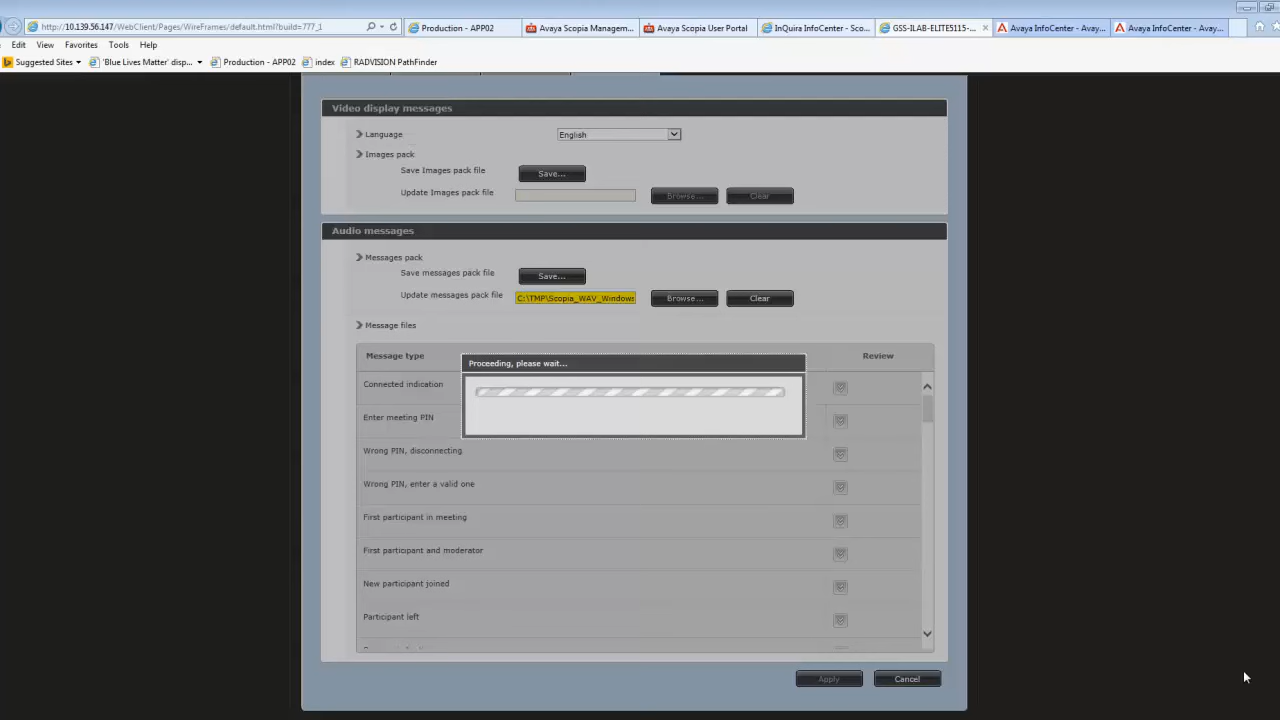 http://10.139.56.147/WebClient/Pages/WireFrames/default.html?build=777_1
Production - APP02
Avaya Scopia Managem...
Avaya Scopia User Portal
InQuira InfoCenter - Sco...
GSS-ILAB-ELITE5115-...
Avaya InfoCenter - Avay...
Avaya InfoCenter - Avay...
Edit View Favorites Tools Help
Suggested Sites
'Blue Lives Matter' disp...
Production - APP02
index
RADVISION PathFinder
Video display messages
Language
English
Images pack
Save Images pack file
Save...
Update Images pack file
Browse...
Clear
Audio messages
Messages pack
Save messages pack file
Save...
Update messages pack file
C:\TMP\Scopia_WAV_Windows
Browse...
Clear
Message files
Message type
Review
Proceeding, please wait...
Connected indication
Enter meeting PIN
Wrong PIN, disconnecting
Wrong PIN, enter a valid one
First participant in meeting
First participant and moderator
New participant joined
Participant left
Apply
Cancel